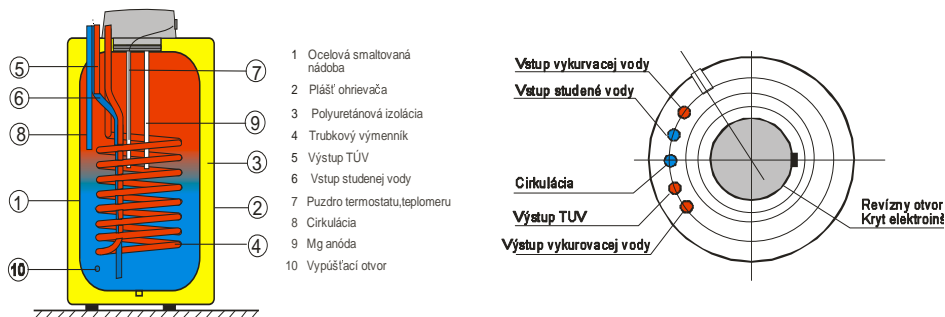 5
6
8
1
10
7
9
3
2
4
1 Ocelová smaltovaná
nádoba
2 Plášť ohrievača
3 Polyuretánová izolácia
4 Trubkový výmenník
5 Výstup TÚV
6 Vstup studenej vody
7 Puzdro termostatu,teplomeru
8 Cirkulácia
9 Mg anóda
10 Vypúšťací otvor
Vstup vykurvacej vody
Vstup studené vody
Cirkulácia
Výstup TUV
Výstup vykurovacej vody
Revízny otvor
Kryt elektroinš